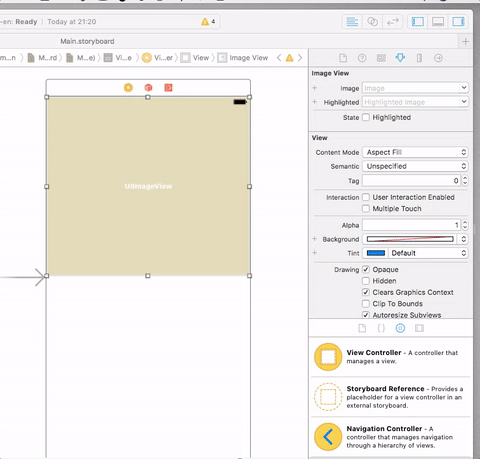 -en: Ready | Today at 21:20
4
Main.storyboard
m...n
M...rd
M...e)
Vi...e
Vi...er
View
Image View
Image View
Image
Image
Highlighted
Highlighted Image
State
Highlighted
View
Content Mode
Aspect Fill
Semantic
Unspecified
Tag
0
Interaction
User Interaction Enabled
Multiple Touch
Alpha
1
Background
Tint
Default
Drawing
Opaque
Hidden
Clears Graphics Context
Clip To Bounds
Autoresize Subviews
UIImageView
View Controller - A controller that
manages a view.
Storyboard Reference - Provides a
placeholder for a view controller in an
external storyboard.
Navigation Controller - A
controller that manages navigation
through a hierarchy of views.